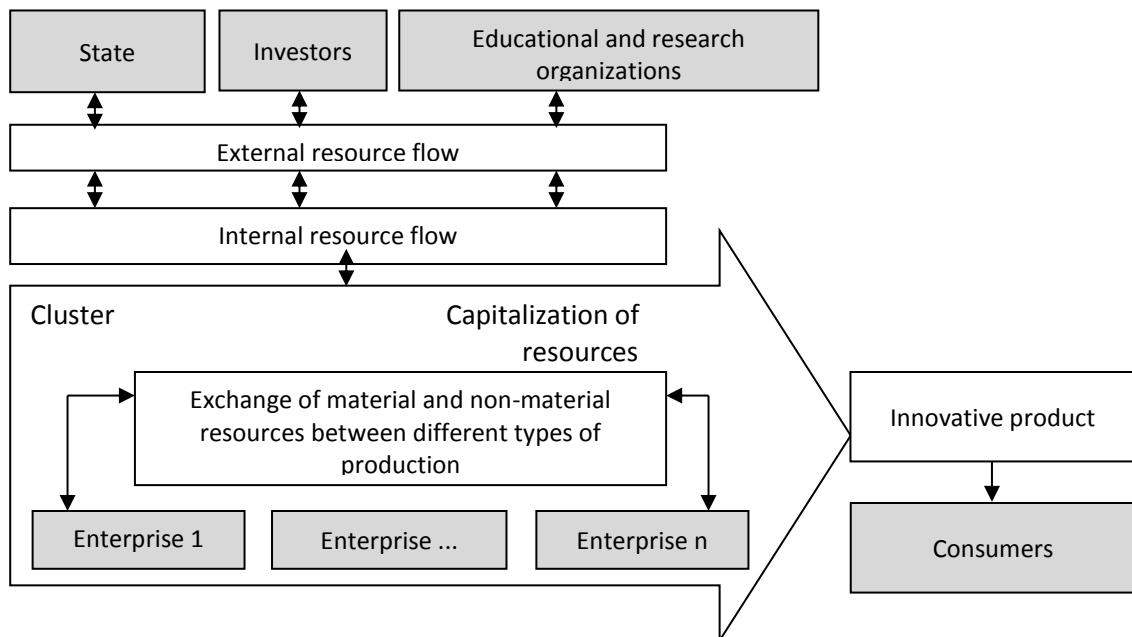 State
Investors
Educational and research
organizations
External resource flow
Internal resource flow
Cluster
Capitalization of
resources
Exchange of material and non-material
resources between different types of
production
Innovative product
Enterprise 1
Enterprise ...
Enterprise n
Consumers